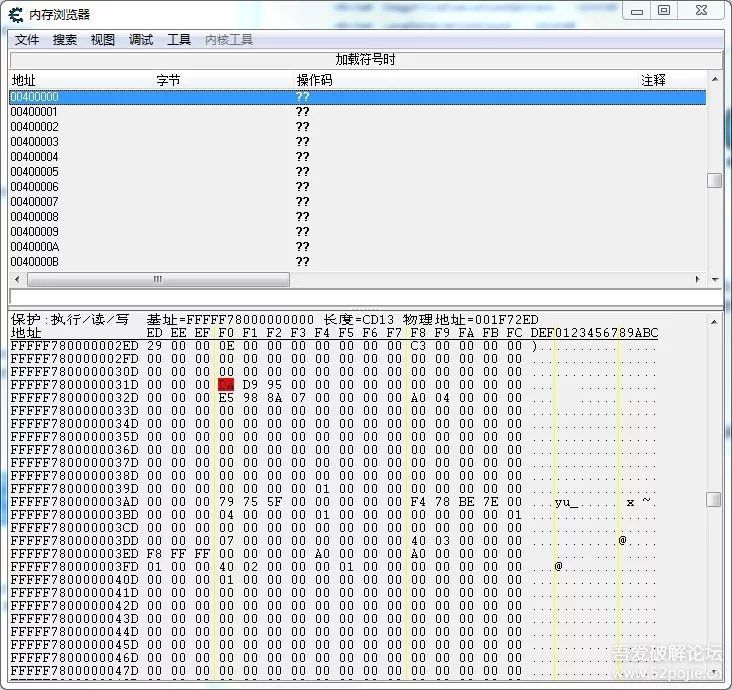 内存浏览器
文件 搜索 视图 调试 工具 内核工具
加载符号时
地址 字节 操作码 注释
00400000 ??
00400001 ??
00400002 ??
00400003 ??
00400004 ??
00400005 ??
00400006 ??
00400007 ??
00400008 ??
00400009 ??
0040000A ??
0040000B ??
保护:执行/读/写 基址=FFFFF78000000000 长度=CD13 物理地址=001F72ED
地址 ED EE EF F0 F1 F2 F3 F4 F5 F6 F7 F8 F9 FA FB FC DEF0123456789ABC
FFFFF780000002ED 29 00 00 0E 00 00 00 00 00 00 00 C3 00 00 00 00 )...............
FFFFF780000002FD 00 00 00 00 00 00 00 00 00 00 00 00 00 00 00 00 ................
FFFFF7800000030D 00 00 00 00 00 00 00 00 00 00 00 00 00 00 00 00 ................
FFFFF7800000031D 00 00 00 DA D9 95 00 00 00 00 00 00 00 00 00 00
FFFFF7800000032D 00 00 00 E5 98 8A 07 00 00 00 00 A0 04 00 00 00
FFFFF7800000033D 00 00 00 00 00 00 00 00 00 00 00 00 00 00 00 00 ................
FFFFF7800000034D 00 00 00 00 00 00 00 00 00 00 00 00 00 00 00 00 ................
FFFFF7800000035D 00 00 00 00 00 00 00 00 00 00 00 00 00 00 00 00 ................
FFFFF7800000036D 00 00 00 00 00 00 00 00 00 00 00 00 00 00 00 00 ................
FFFFF7800000037D 00 00 00 00 00 00 00 00 00 00 00 00 00 00 00 00 ................
FFFFF7800000038D 00 00 00 00 00 00 00 00 00 00 00 00 00 00 00 00 ................
FFFFF7800000039D 00 00 00 00 00 00 00 01 00 00 00 00 00 00 00 00 ................
FFFFF780000003AD 00 00 00 79 75 5F 00 00 00 00 00 F4 78 BE 7E 00 ...yu_..... x ~.
FFFFF780000003BD 00 00 00 04 00 00 00 01 00 00 00 00 00 00 00 01 ................
FFFFF780000003CD 00 00 00 00 00 00 00 00 00 00 00 00 00 00 00 00 ................
FFFFF780000003DD 00 00 00 07 00 00 00 00 00 00 00 40 03 00 00 00 ...........@....
FFFFF780000003ED F8 FF FF 00 00 00 00 A0 00 00 00 A0 00 00 00 00
FFFFF780000003FD 01 00 00 40 02 00 00 00 01 00 00 00 00 00 00 00 ...@............
FFFFF7800000040D 00 00 00 01 00 00 00 00 00 00 00 00 00 00 00 00 ................
FFFFF7800000041D 00 00 00 00 00 00 00 00 00 00 00 00 00 00 00 00 ................
FFFFF7800000042D 00 00 00 00 00 00 00 00 00 00 00 00 00 00 00 00 ................
FFFFF7800000043D 00 00 00 00 00 00 00 00 00 00 00 00 00 00 00 00 ................
FFFFF7800000044D 00 00 00 00 00 00 00 00 00 00 00 00 00 00 00 00 ................
FFFFF7800000045D 00 00 00 00 00 00 00 00 00 00 00 00 00 00 00 00 ................
FFFFF7800000046D 00 00 00 00 00 00 00 00 00 00 00 00 00 00 00 00 ................
FFFFF7800000047D 00 00 00 00 00 00 00 00 00 00 00 00 00 00 00 00 ................
吾爱破解论坛
www.52pojie.cn